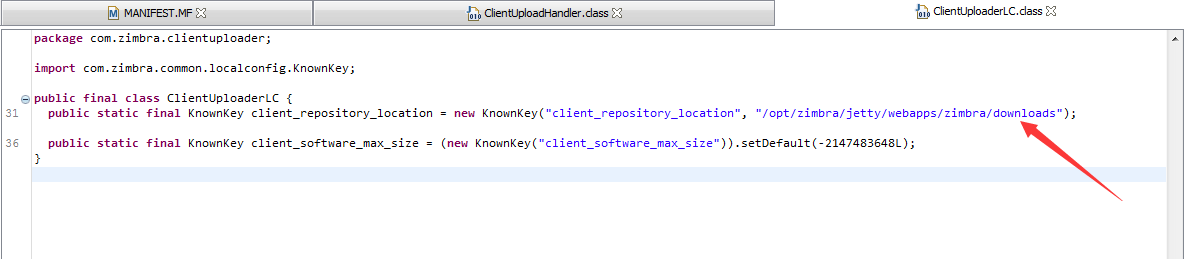 MANIFEST.MF
ClientUploadHandler.class
ClientUploaderLC.class
package com.zimbra.clientuploader;
import com.zimbra.common.localconfig.KnownKey;
public final class ClientUploaderLC {
31 public static final KnownKey client_repository_location = new KnownKey("client_repository_location", "/opt/zimbra/jetty/webapps/zimbra/downloads");
36 public static final KnownKey client_software_max_size = (new KnownKey("client_software_max_size")).setDefault(-2147483648L);
}